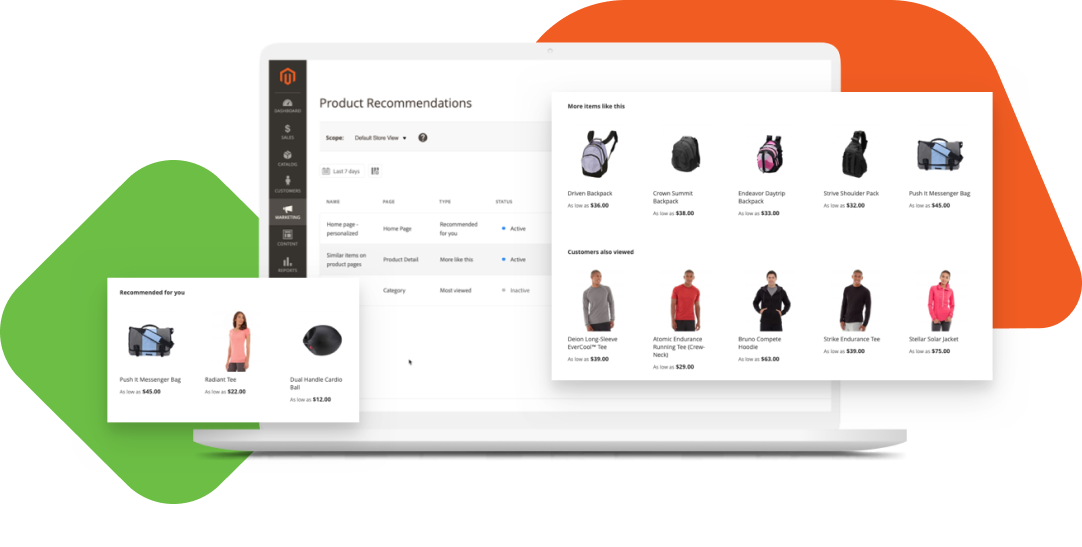 DASHBOARD
SALES
CATALOG
CUSTOMERS
MARKETING
CONTENT
REPORTS
Product Recommendations
Scope: Default Store View
Last 7 days
NAME PAGE TYPE STATUS
Home page -
personalized
Home Page
Recommended
for you
Active
Similar items on
product pages
Product Detail
More like this
Active
Category
Most viewed
Inactive
More items like this
Driven Backpack
As low as $36.00
Crown Summit
Backpack
As low as $38.00
Endeavor Daytrip
Backpack
As low as $33.00
Strive Shoulder Pack
As low as $32.00
Push It Messenger Bag
As low as $45.00
Customers also viewed
Deion Long-Sleeve
EverCool™ Tee
As low as $39.00
Atomic Endurance
Running Tee (Crew-
Neck)
As low as $29.00
Bruno Compete
Hoodie
As low as $63.00
Strike Endurance Tee
As low as $39.00
Stellar Solar Jacket
As low as $75.00
Recommended for you
Push It Messenger Bag
As low as $45.00
Radiant Tee
As low as $22.00
Dual Handle Cardio
Ball
As low as $12.00